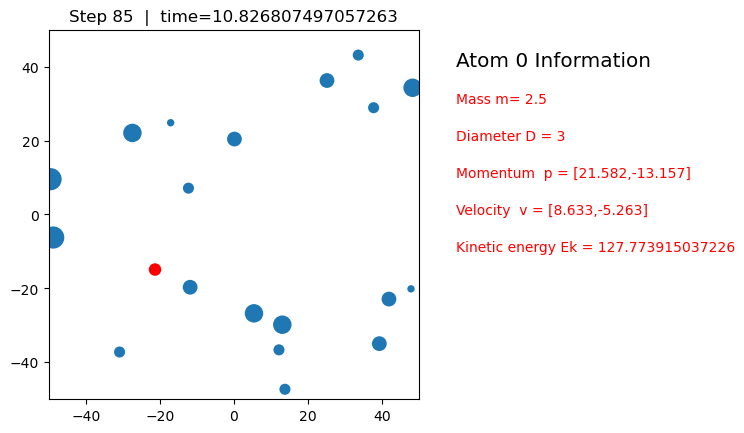 Step 85  |  time=10.826807497057263
Atom 0 Information
Mass m= 2.5
Diameter D = 3
Momentum  p = [21.582,-13.157]
Velocity  v = [8.633,-5.263]
Kinetic energy Ek = 127.773915037226
40
20
0
−20
−40
−40 −20 0 20 40